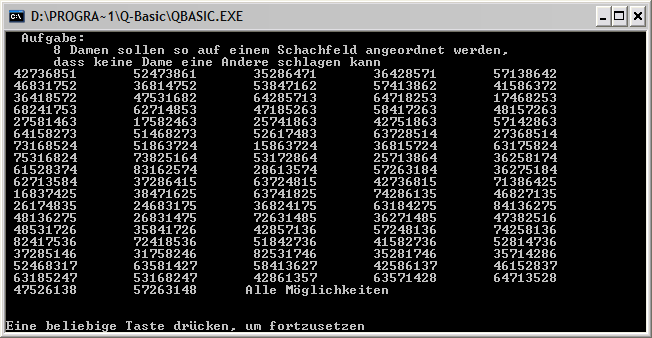 D:\PROGRA~1\Q-Basic\QBASIC.EXE
Aufgabe:
8 Damen sollen so auf einem Schachfeld angeordnet werden,
dass keine Dame eine Andere schlagen kann
42736851 52473861 35286471 36428571 57138642
46831752 36814752 53847162 57413862 41586372
36418572 47531682 64285713 64718253 17468253
68241753 62714853 47185263 58417263 48157263
27581463 17582463 25741863 42751863 57142863
64158273 51468273 52617483 63728514 27368514
73168524 51863724 15863724 36815724 63175824
75316824 73825164 53172864 25713864 36258174
61528374 83162574 28613574 57263184 36275184
62713584 37286415 63724815 42736815 71386425
16837425 38471625 63741825 74286135 46827135
26174835 24683175 36824175 63184275 84136275
48136275 26831475 72631485 36271485 47382516
48531726 35841726 42857136 57248136 74258136
82417536 72418536 51842736 41582736 52814736
37285146 31758246 82531746 35281746 35714286
52468317 63581427 58413627 42586137 46152837
63185247 53168247 42861357 63571428 64713528
47526138 57263148 Alle Möglichkeiten
Eine beliebige Taste drücken, um fortzusetzen